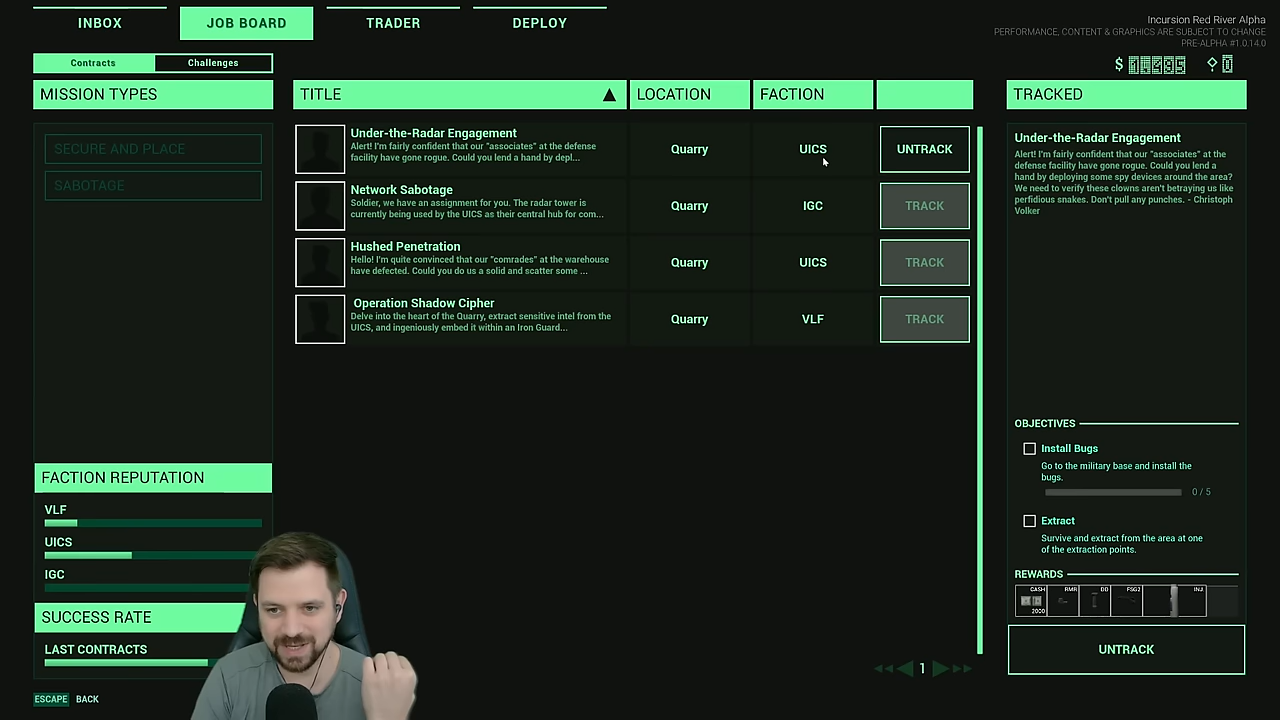 INBOX
JOB BOARD
TRADER
DEPLOY
Incursion Red River Alpha
PERFORMANCE, CONTENT & GRAPHICS ARE SUBJECT TO CHANGE
PRE-ALPHA #1.0.14.0
Contracts
Challenges
$
MISSION TYPES
SECURE AND PLACE
SABOTAGE
TITLE
LOCATION
FACTION
Under-the-Radar Engagement
Alert! I'm fairly confident that our "associates" at the defense
facility have gone rogue. Could you lend a hand by depl...
Quarry
UICS
UNTRACK
Network Sabotage
Soldier, we have an assignment for you. The radar tower is
currently being used by the UICS as their central hub for com...
Quarry
IGC
TRACK
Hushed Penetration
Hello! I'm quite convinced that our "comrades" at the warehouse
have defected. Could you do us a solid and scatter some ...
Quarry
UICS
TRACK
Operation Shadow Cipher
Delve into the heart of the Quarry, extract sensitive intel from the
UICS, and ingeniously embed it within an Iron Guard...
Quarry
VLF
TRACK
1
TRACKED
Under-the-Radar Engagement
Alert! I'm fairly confident that our "associates" at the
defense facility have gone rogue. Could you lend a
hand by deploying some spy devices around the area?
We need to verify these clowns aren't betraying us like
perfidious snakes. Don't pull any punches. - Christoph
Volker
OBJECTIVES
Install Bugs
Go to the military base and install the
bugs.
0 / 5
Extract
Survive and extract from the area at one
of the extraction points.
REWARDS
CASH
2000
RMR
DD
FSG2
INJ.
UNTRACK
FACTION REPUTATION
VLF
UICS
IGC
SUCCESS RATE
LAST CONTRACTS
ESCAPE BACK